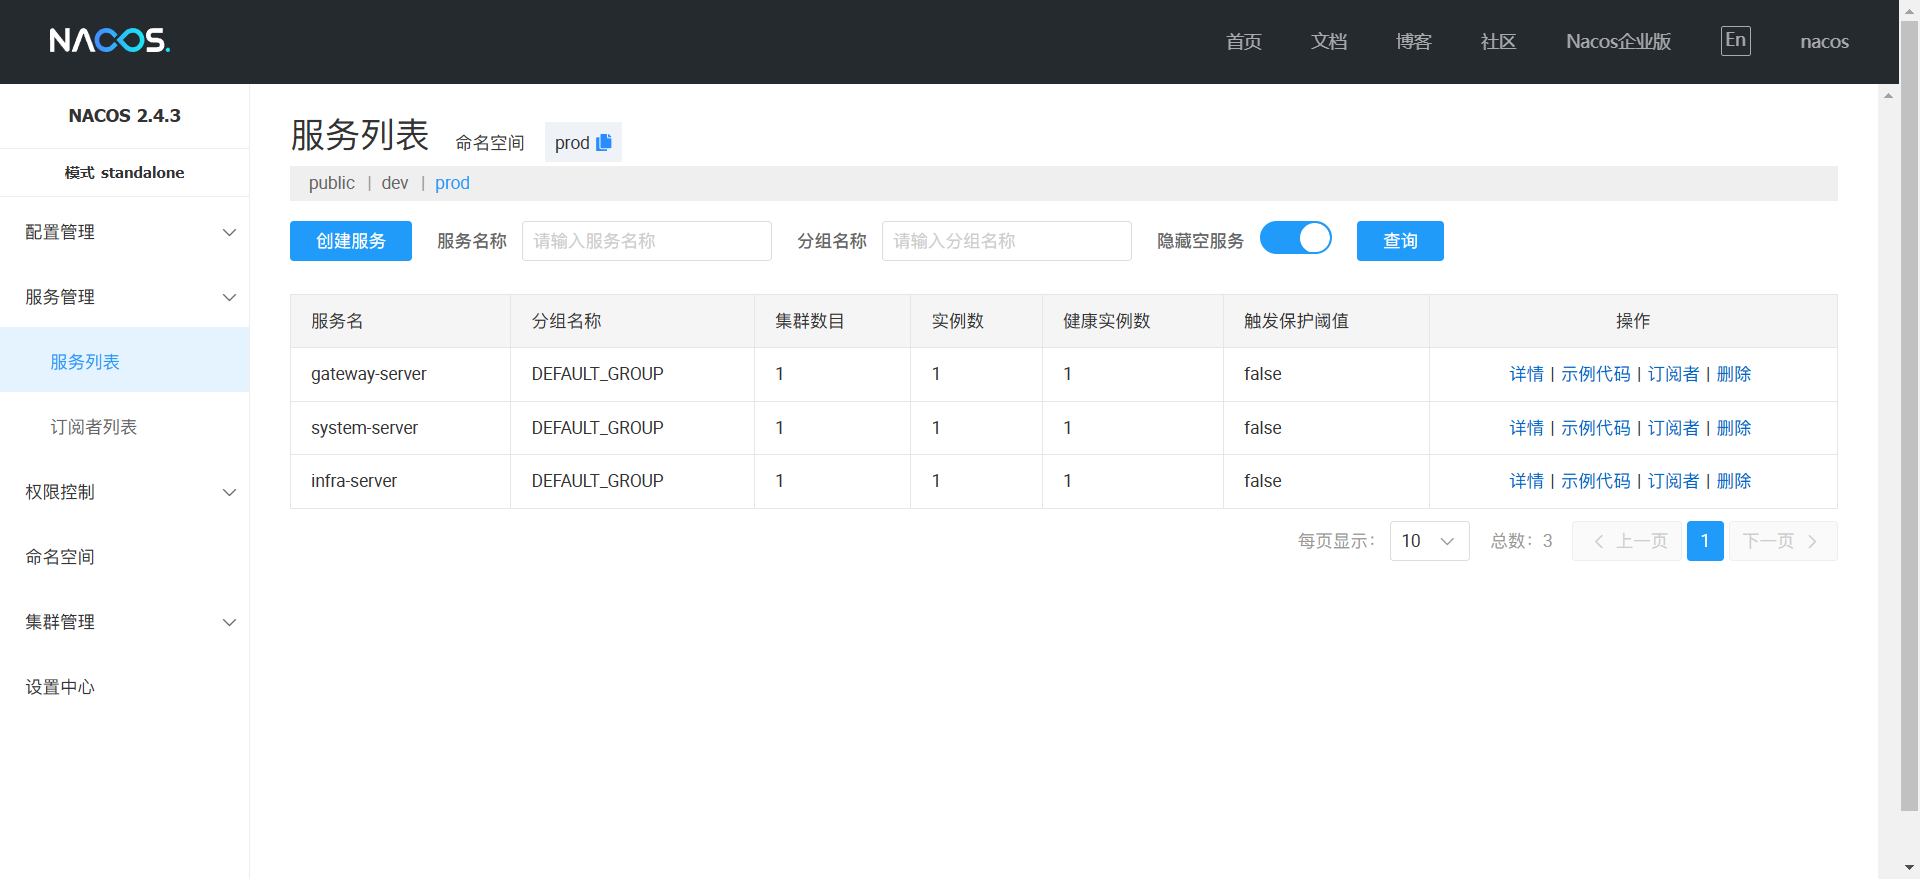 NACOS.
首页 文档 博客 社区 Nacos企业版 En nacos
NACOS 2.4.3
模式 standalone
配置管理
服务管理
服务列表
订阅者列表
权限控制
命名空间
集群管理
设置中心
服务列表 命名空间 prod
public | dev | prod
创建服务 服务名称 请输入服务名称 分组名称 请输入分组名称 隐藏空服务 查询
服务名 分组名称 集群数目 实例数 健康实例数 触发保护阈值 操作
gateway-server DEFAULT_GROUP 1 1 1 false 详情 | 示例代码 | 订阅者 | 删除
system-server DEFAULT_GROUP 1 1 1 false 详情 | 示例代码 | 订阅者 | 删除
infra-server DEFAULT_GROUP 1 1 1 false 详情 | 示例代码 | 订阅者 | 删除
每页显示: 10 总数: 3 上一页 1 下一页